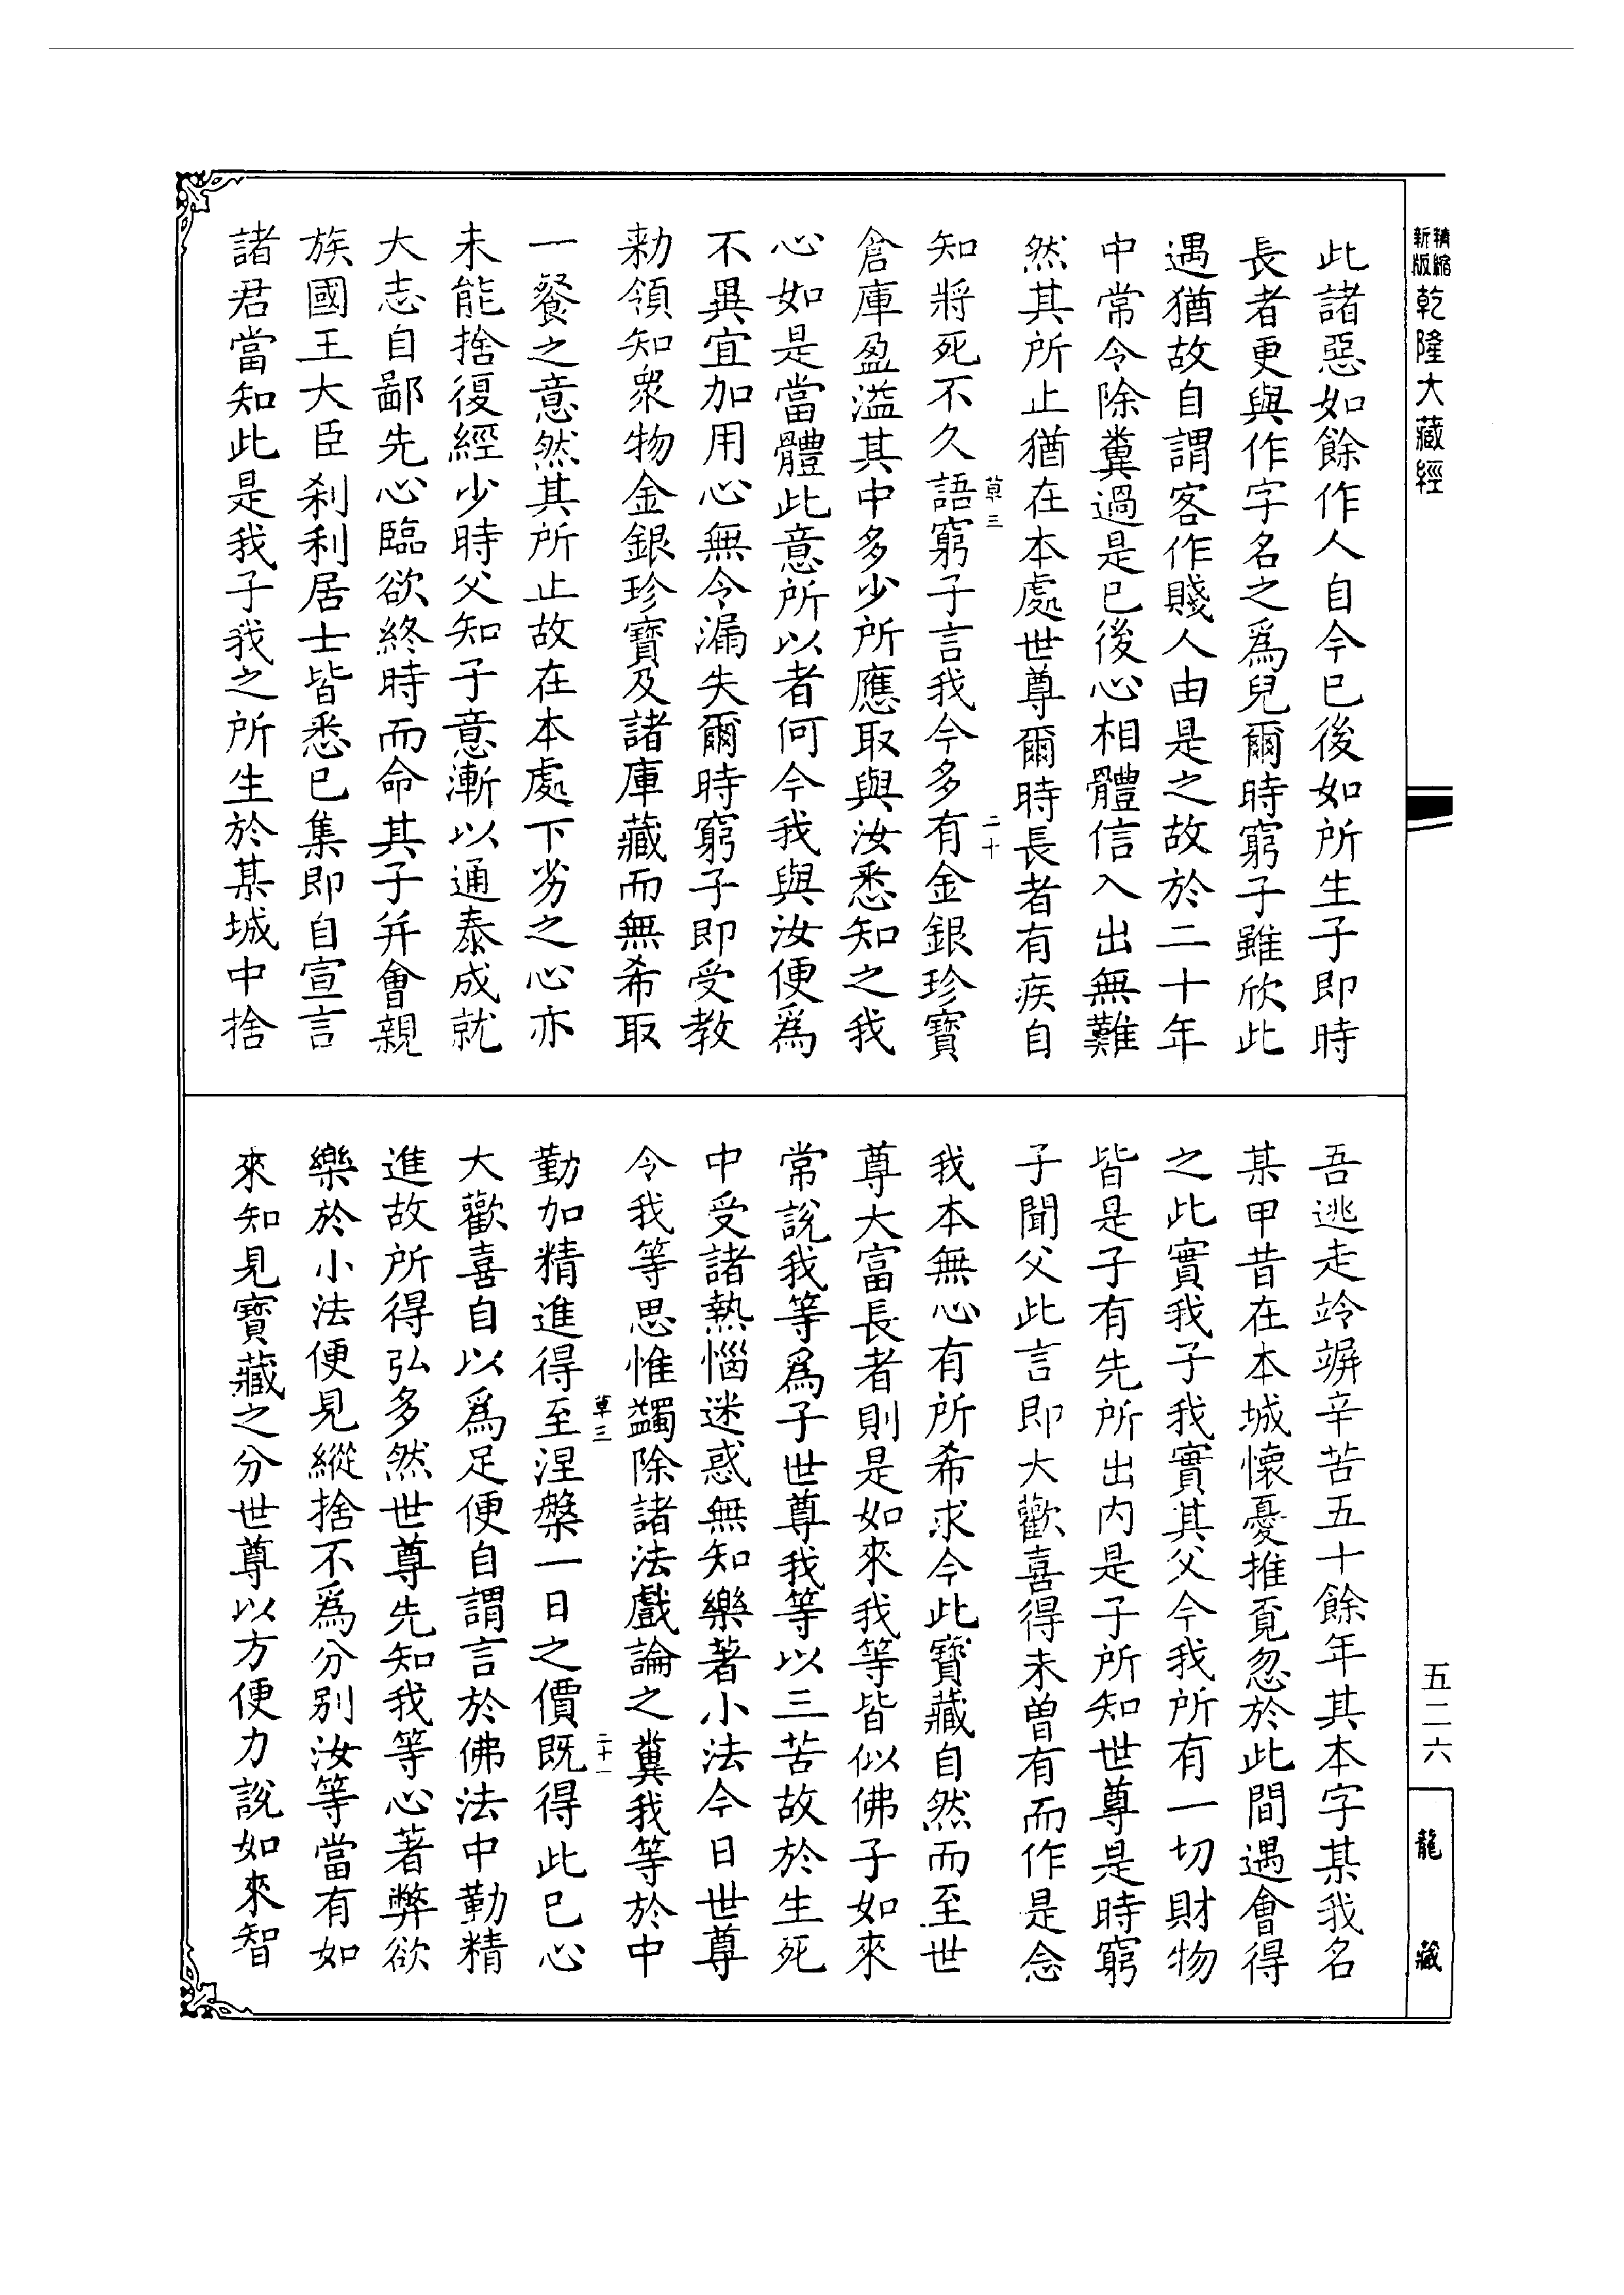 精縮新版乾隆大藏經
此諸惡如餘作人自今已後如所生子即時
長者更與作字名之爲兒爾時窮子雖欣此
遇猶故自謂客作賤人由是之故於二十年
中常令除糞過是已後心相體信入出無難
然其所止猶在本處世尊爾時長者有疾自
草三 二十
知將死不久語窮子言我今多有金銀珍寶
倉庫盈溢其中多少所應取與汝悉知之我
心如是當體此意所以者何今我與汝便爲
不異宜加用心無令漏失爾時窮子即受教
勑領知衆物金銀珍寶及諸庫藏而無希取
一餐之意然其所止故在本處下劣之心亦
未能捨復經少時父知子意漸以通泰成就
大志自鄙先心臨欲終時而命其子并會親
族國王大臣刹利居士皆悉已集即自宣言
諸君當知此是我子我之所生於某城中捨
吾逃走竛竮辛苦五十餘年其本字某我名
某甲昔在本城懷憂推覓忽於此間遇會得
之此實我子我實其父今我所有一切財物
皆是子有先所出內是子所知世尊是時窮
子聞父此言即大歡喜得未曾有而作是念
我本無心有所希求今此寶藏自然而至世
尊大富長者則是如來我等皆似佛子如來
常說我等爲子世尊我等以三苦故於生死
中受諸熱惱迷惑無知樂著小法今日世尊
令我等思惟蠲除諸法戲論之糞我等於中
草三 二十一
勤加精進得至涅槃一日之價既得此已心
大歡喜自以爲足便自謂言於佛法中勤精
進故所得弘多然世尊先知我等心著弊欲
樂於小法便見縱捨不爲分別汝等當有如
來知見寶藏之分世尊以方便力說如來智
五二六
龍藏